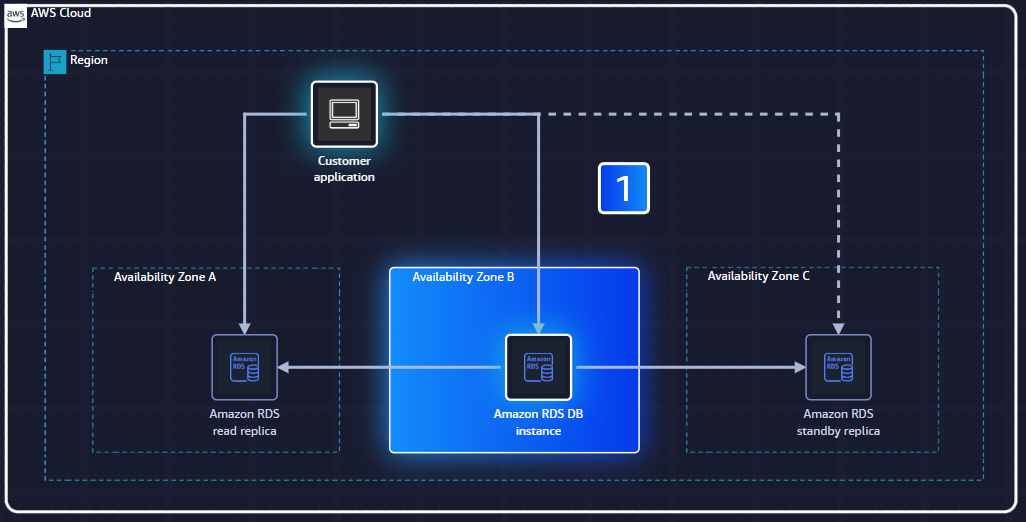 aws
AWS Cloud
Region
Customer
application
1
Availability Zone A
Availability Zone B
Availability Zone C
Amazon
RDS
Amazon
RDS
Amazon
RDS
Amazon RDS
read replica
Amazon RDS DB
instance
Amazon RDS
standby replica